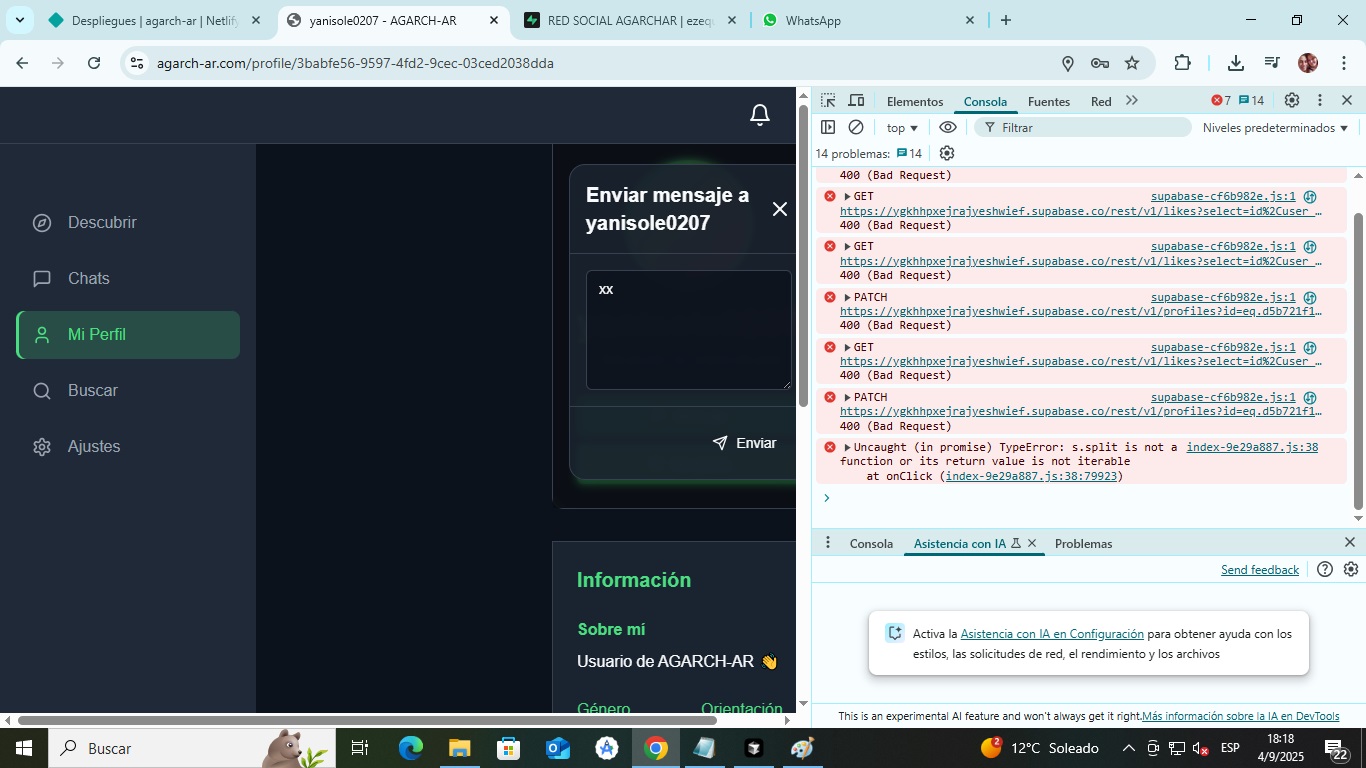 Despliegues | agarch-ar | Netlify
yanisole0207 - AGARCH-AR
RED SOCIAL AGARCHAR | ezequ
WhatsApp
agarch-ar.com/profile/3babfe56-9597-4fd2-9cec-03ced2038dda
Descubrir
Chats
Mi Perfil
Buscar
Ajustes
Enviar mensaje a
yanisole0207
xx
Enviar
Información
Sobre mí
Usuario de AGARCH-AR 👋
Género
Orientación
Elementos
Consola
Fuentes
Red
7
14
top
Filtrar
Niveles predeterminados
14 problemas: 14
400 (Bad Request)
GET supabase-cf6b982e.js:1
https://ygkhhpxejrajyeshwief.supabase.co/rest/v1/likes?select=id%2Cuser_…
400 (Bad Request)
GET supabase-cf6b982e.js:1
https://ygkhhpxejrajyeshwief.supabase.co/rest/v1/likes?select=id%2Cuser_…
400 (Bad Request)
PATCH supabase-cf6b982e.js:1
https://ygkhhpxejrajyeshwief.supabase.co/rest/v1/profiles?id=eq.d5b721f1…
400 (Bad Request)
GET supabase-cf6b982e.js:1
https://ygkhhpxejrajyeshwief.supabase.co/rest/v1/likes?select=id%2Cuser_…
400 (Bad Request)
PATCH supabase-cf6b982e.js:1
https://ygkhhpxejrajyeshwief.supabase.co/rest/v1/profiles?id=eq.d5b721f1…
400 (Bad Request)
Uncaught (in promise) TypeError: s.split is not a index-9e29a887.js:38
function or its return value is not iterable
at onClick (index-9e29a887.js:38:79923)
Consola
Asistencia con IA
Problemas
Send feedback
Activa la Asistencia con IA en Configuración para obtener ayuda con los
estilos, las solicitudes de red, el rendimiento y los archivos
This is an experimental AI feature and won't always get it right.Más información sobre la IA en DevTools
Buscar
2
12°C Soleado
ESP
18:18
4/9/2025
22